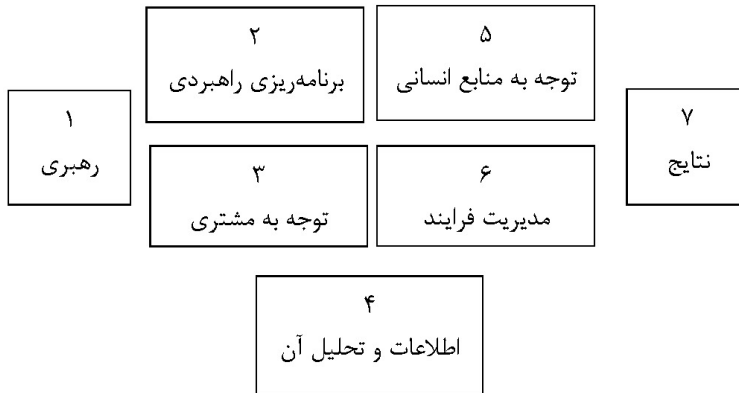 ۱
رهبری
۲
برنامه‌ریزی راهبردی
۳
توجه به مشتری
۴
اطلاعات و تحلیل آن
۵
توجه به منابع انسانی
۶
مدیریت فرایند
۷
نتایج